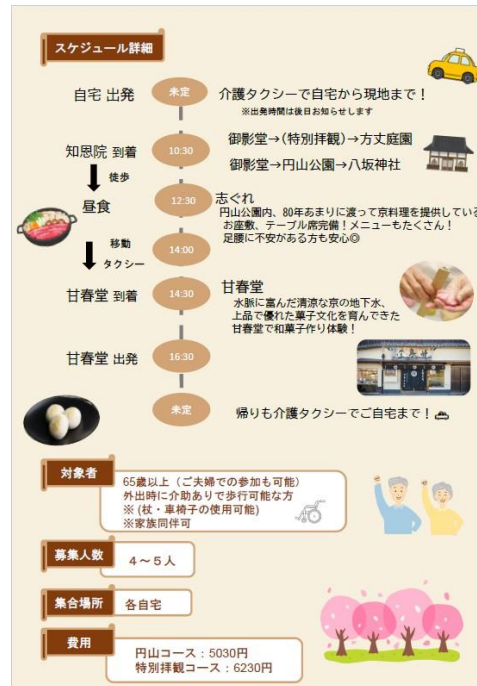 スケジュール詳細
自宅 出発
未定
介護タクシーで自宅から現地まで！
※出発時間は後日お知らせします
知恩院 到着
10:30
御影堂→(特別拝観)→方丈庭園
御影堂→円山公園→八坂神社
徒歩
昼食
12:30
志ぐれ
円山公園内、80年あまりに渡って京料理を提供している
お座敷、テーブル席完備！メニューもたくさん！
足腰に不安がある方も安心◎
移動
タクシー
14:00
甘春堂 到着
14:30
甘春堂
水脈に富んだ清涼な京の地下水、
上品で優れた菓子文化を育んできた
甘春堂で和菓子作り体験！
甘春堂 出発
16:30
未定
帰りも介護タクシーでご自宅まで！
対象者
65歳以上（ご夫婦での参加も可能）
外出時に介助ありで歩行可能な方
※(杖・車椅子の使用可能)
※家族同伴可
募集人数
４～５人
集合場所
各自宅
費用
円山コース：5030円
特別拝観コース：6230円